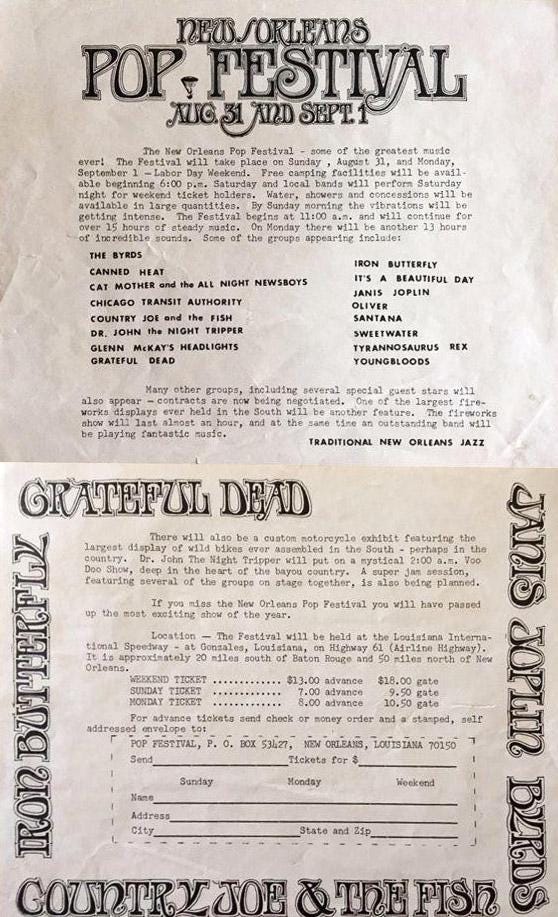 NEW ORLEANS
POP FESTIVAL
AUG. 31 AND SEPT. 1
The New Orleans Pop Festival - some of the greatest music
ever! The Festival will take place on Sunday , August 31, and Monday,
September 1 — Labor Day Weekend. Free camping facilities will be avail-
able beginning 6:00 p.m. Saturday and local bands will perform Saturday
night for weekend ticket holders. Water, showers and concessions will be
available in large quantities. By Sunday morning the vibrations will be
getting intense. The Festival begins at 11:00 a.m. and will continue for
over 15 hours of steady music. On Monday there will be another 13 hours
of incredible sounds. Some of the groups appearing include:
THE BYRDS
CANNED HEAT
CAT MOTHER and the ALL NIGHT NEWSBOYS
CHICAGO TRANSIT AUTHORITY
COUNTRY JOE and the FISH
DR. JOHN the NIGHT TRIPPER
GLENN McKAY'S HEADLIGHTS
GRATEFUL DEAD
IRON BUTTERFLY
IT'S A BEAUTIFUL DAY
JANIS JOPLIN
OLIVER
SANTANA
SWEETWATER
TYRANNOSAURUS REX
YOUNGBLOODS
Many other groups, including several special guest stars will
also appear — contracts are now being negotiated. One of the largest fire-
works displays ever held in the South will be another feature. The fireworks
show will last almost an hour, and at the same time an outstanding band will
be playing fantastic music.
TRADITIONAL NEW ORLEANS JAZZ
GRATEFUL DEAD
There will also be a custom motorcycle exhibit featuring the
largest display of wild bikes ever assembled in the South - perhaps in the
country. Dr. John The Night Tripper will put on a mystical 2:00 a.m. Voo
Doo Show, deep in the heart of the bayou country. A super jam session,
featuring several of the groups on stage together, is also being planned.
If you miss the New Orleans Pop Festival you will have passed
up the most exciting show of the year.
Location — The Festival will be held at the Louisiana Interna-
tional Speedway - at Gonzales, Louisiana, on Highway 61 (Airline Highway).
It is approximately 20 miles south of Baton Rouge and 50 miles north of New
Orleans.
WEEKEND TICKET ............. $13.00 advance $18.00 gate
SUNDAY TICKET ............. 7.00 advance 9.50 gate
MONDAY TICKET ............. 8.00 advance 10.50 gate
For advance tickets send check or money order and a stamped, self
addressed envelope to:
POP FESTIVAL, P. O. BOX 53427, NEW ORLEANS, LOUISIANA 70150
Send Tickets for $
Sunday Monday Weekend
Name
Address
City State and Zip
IRON BUTTERFLY
JANIS JOPLIN
BYRDS
COUNTRY JOE & THE FISH